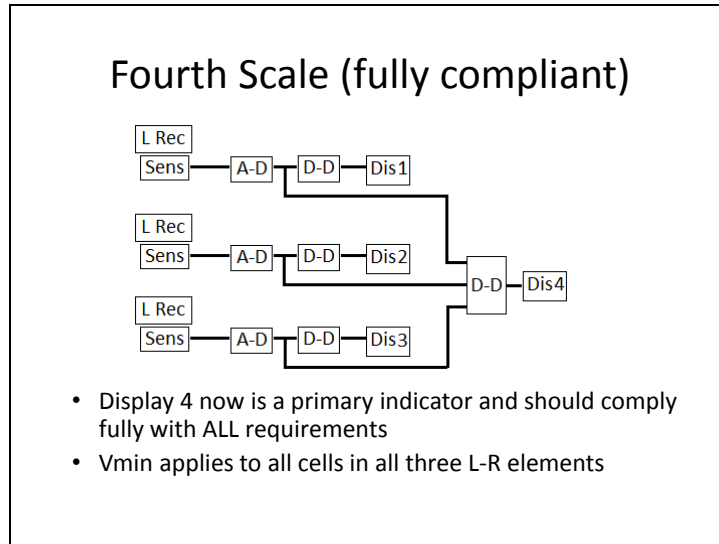 Fourth Scale (fully compliant)
L Rec
Sens A-D D-D Dis1
L Rec
Sens A-D D-D Dis2
D-D Dis4
L Rec
Sens A-D D-D Dis3
• Display 4 now is a primary indicator and should comply
fully with ALL requirements
• Vmin applies to all cells in all three L-R elements